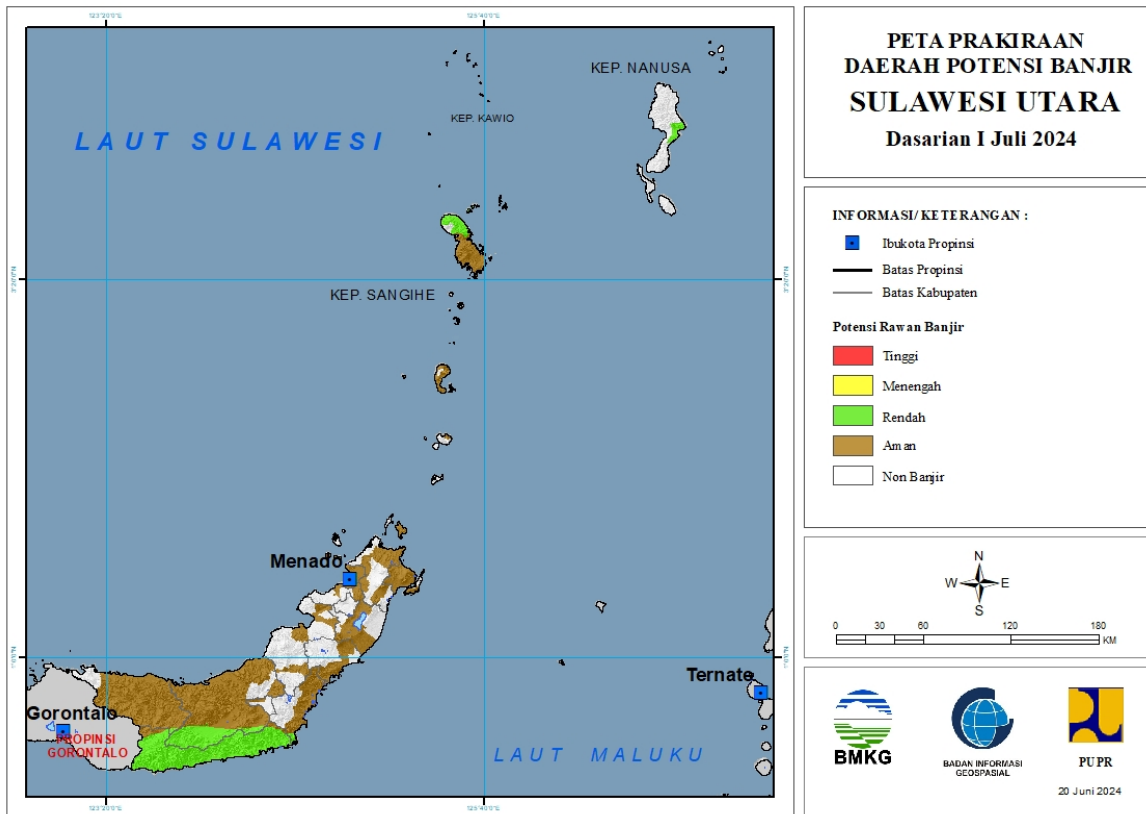 PETA PRAKIRAAN
DAERAH POTENSI BANJIR
SULAWESI UTARA
Dasarian I Juli 2024
INFORMASI/ KETERANGAN :
Ibukota Propinsi
Batas Propinsi
Batas Kabupaten
Potensi Rawan Banjir
Tinggi
Menengah
Rendah
Aman
Non Banjir
N
W E
S
0 30 60 120 180
KM
BMKG
BADAN INFORMASI
GEOSPASIAL
PUPR
20 Juni 2024
KEP. NANUSA
KEP. KAWIO
LAUT SULAWESI
KEP. SANGIHE
Menado
Ternate
Gorontalo
PROPINSI
GORONTALO
LAUT MALUKU